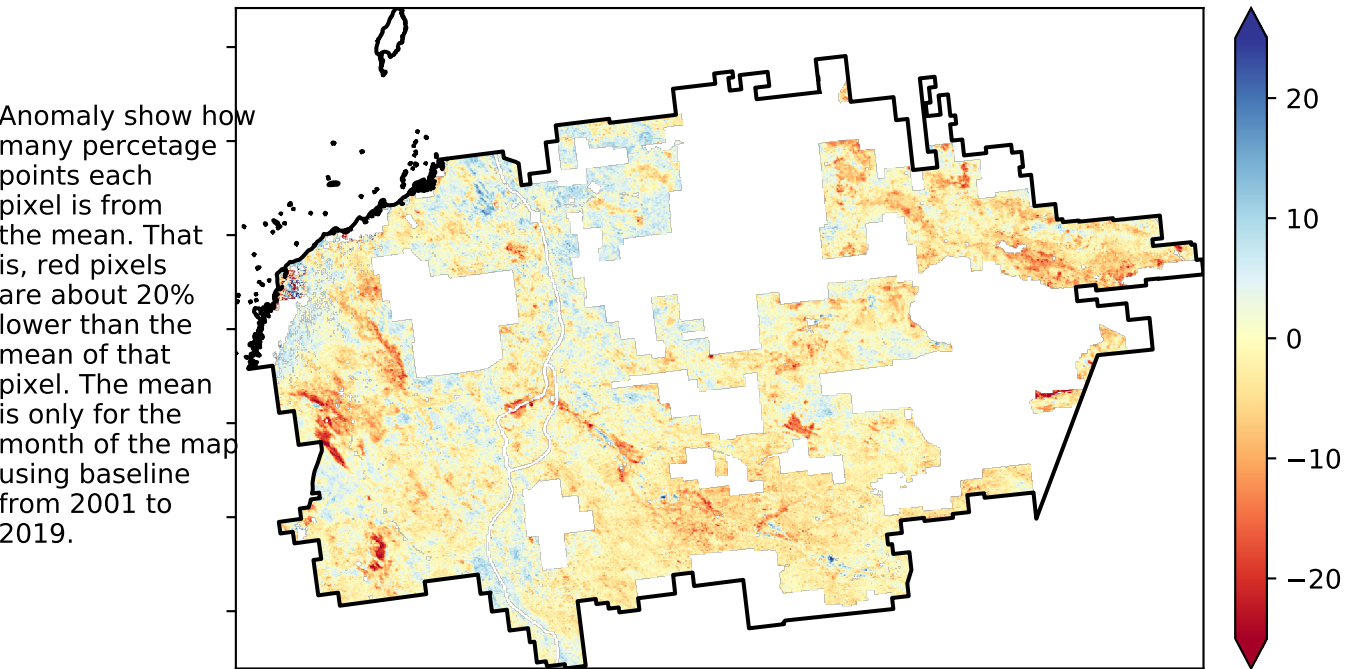 Anomaly show how
many percetage
points each
pixel is from
the mean. That
is, red pixels
are about 20%
lower than the
mean of that
pixel. The mean
is only for the
month of the map
using baseline
from 2001 to
2019.
20
10
0
−10
−20